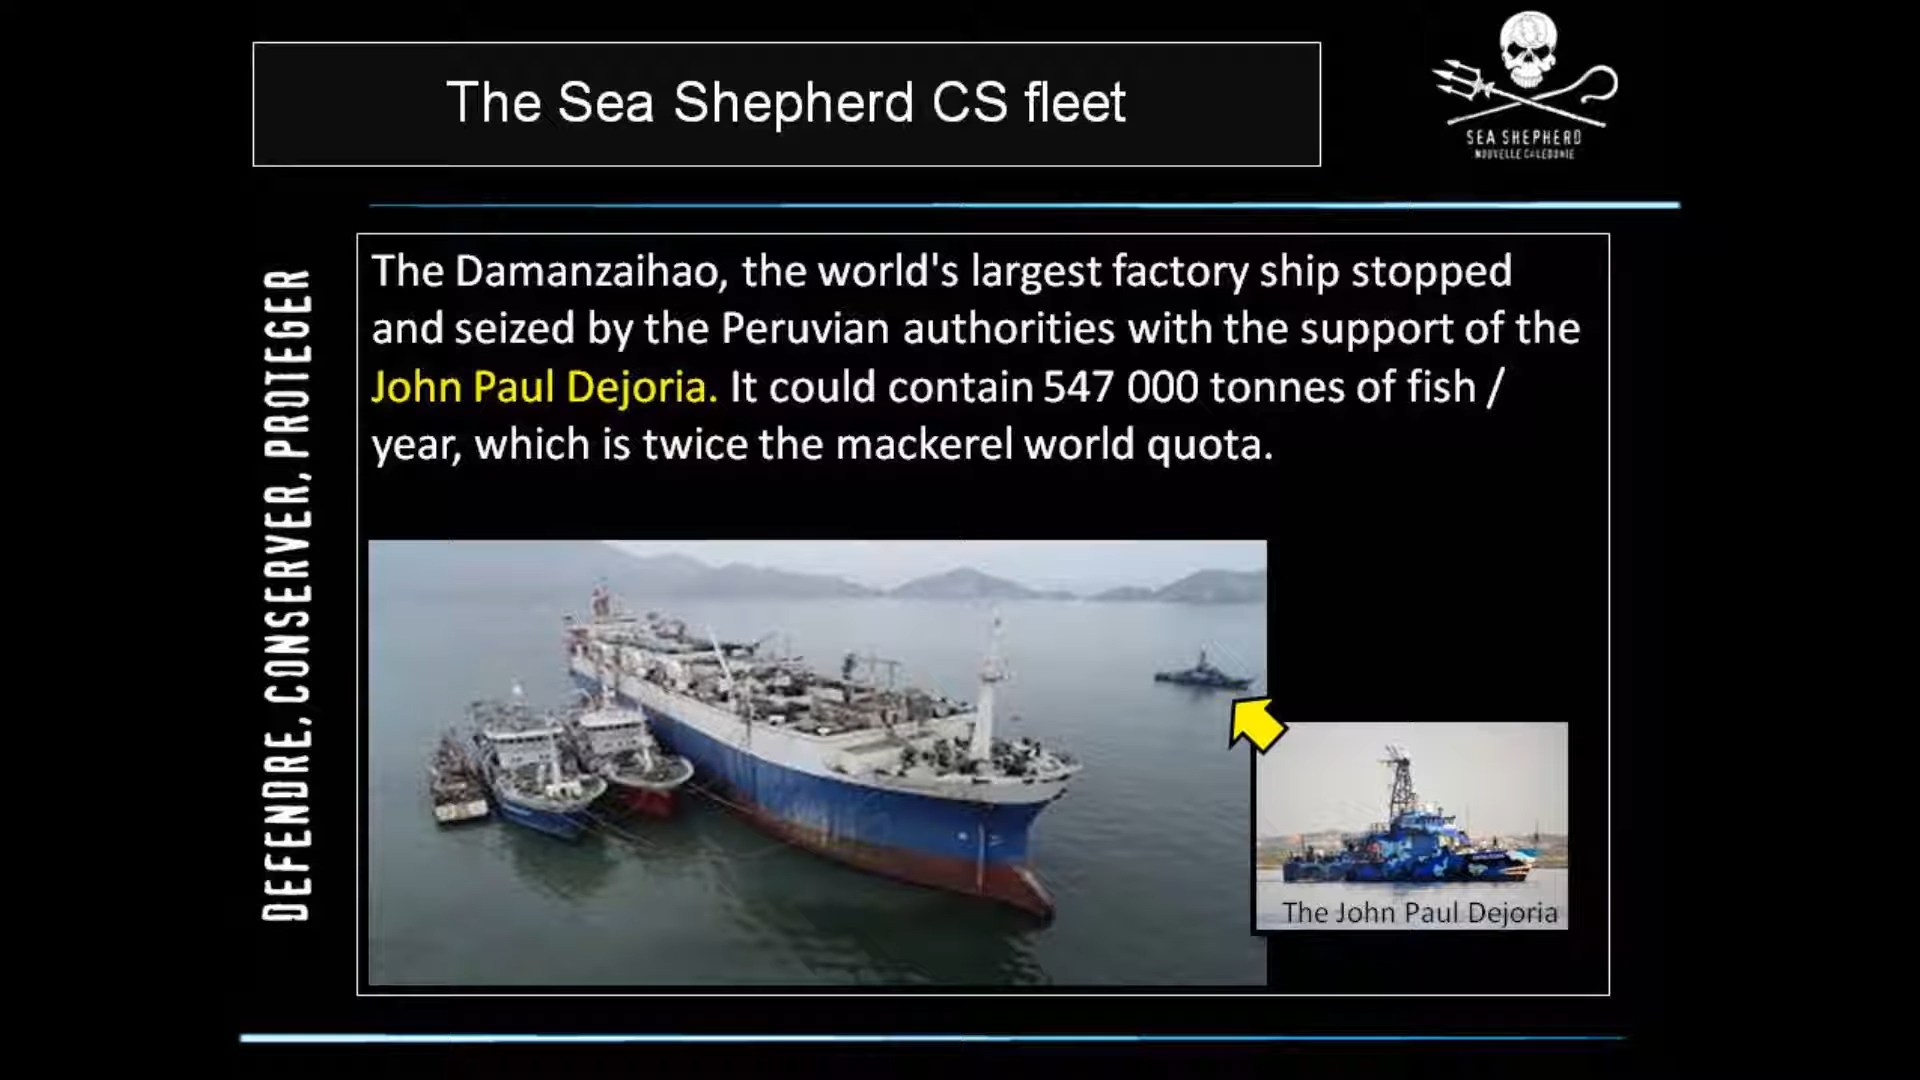 The Sea Shepherd CS fleet
SEA SHEPHERD
NOUVELLE CALEDONIE
DEFENDRE, CONSERVER, PROTEGER
The Damanzaihao, the world's largest factory ship stopped
and seized by the Peruvian authorities with the support of the
John Paul Dejoria. It could contain 547 000 tonnes of fish /
year, which is twice the mackerel world quota.
The John Paul Dejoria